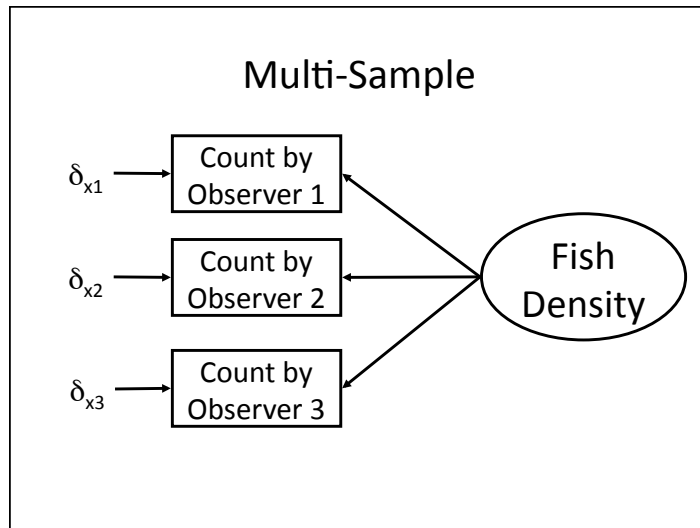 Multi-Sample
δx1
Count by
Observer 1
δx2
Count by
Observer 2
δx3
Count by
Observer 3
Fish
Density